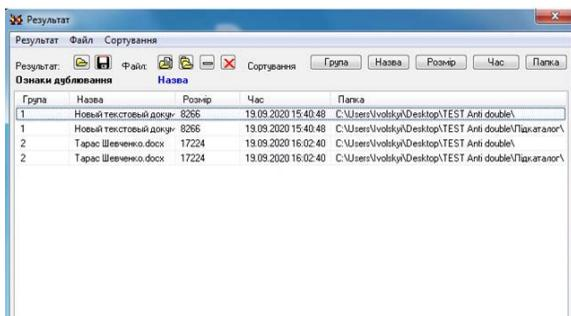 Результат
Результат Файл Сортування
Результат: Файл: Сортування Група Назва Розмір Час Папка
Ознаки дублювання Назва
Група Назва Розмір Час Папка
1 Новый текстовый докум 8266 19.09.2020 15:40:48 C:\Users\Ivolskyi\Desktop\TEST Anti double\
1 Новый текстовый докум 8266 19.09.2020 15:40:48 C:\Users\Ivolskyi\Desktop\TEST Anti double\Підкаталог\
2 Тарас Шевченко.docx 17224 19.09.2020 16:02:40 C:\Users\Ivolskyi\Desktop\TEST Anti double\
2 Тарас Шевченко.docx 17224 19.09.2020 16:02:40 C:\Users\Ivolskyi\Desktop\TEST Anti double\Підкаталог\